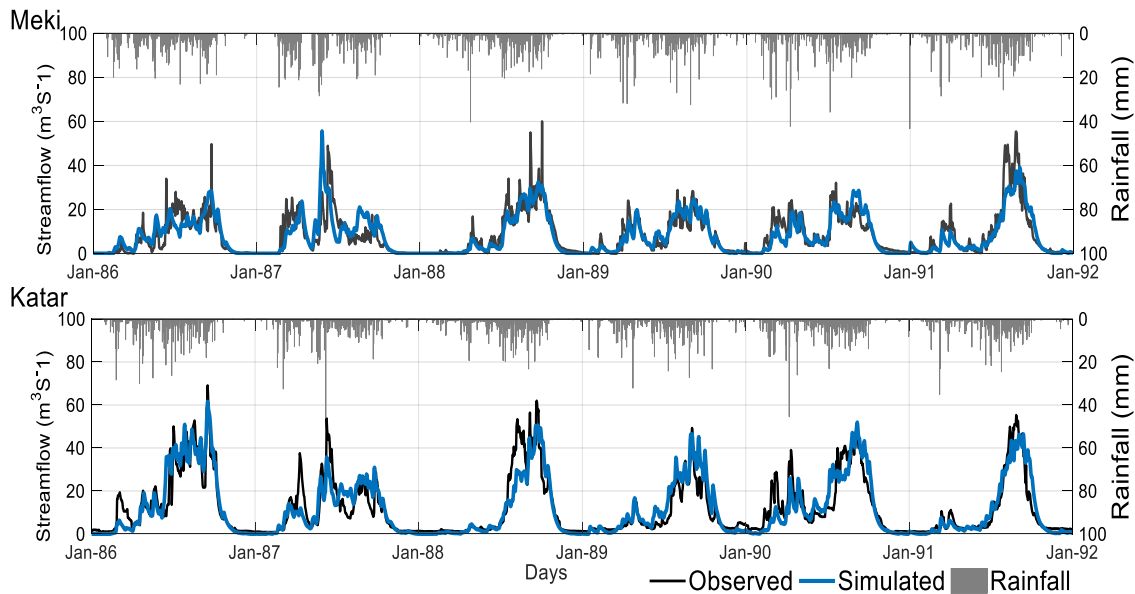 Meki
100 80 60 40 20 0
Streamflow (m³S⁻1)
0 20 40 60 80 100
Rainfall (mm)
Jan-86 Jan-87 Jan-88 Jan-89 Jan-90 Jan-91 Jan-92
Katar
100 80 60 40 20 0
Streamflow (m³S⁻1)
0 20 40 60 80 100
Rainfall (mm)
Jan-86 Jan-87 Jan-88 Jan-89 Jan-90 Jan-91 Jan-92
Days
Observed Simulated Rainfall